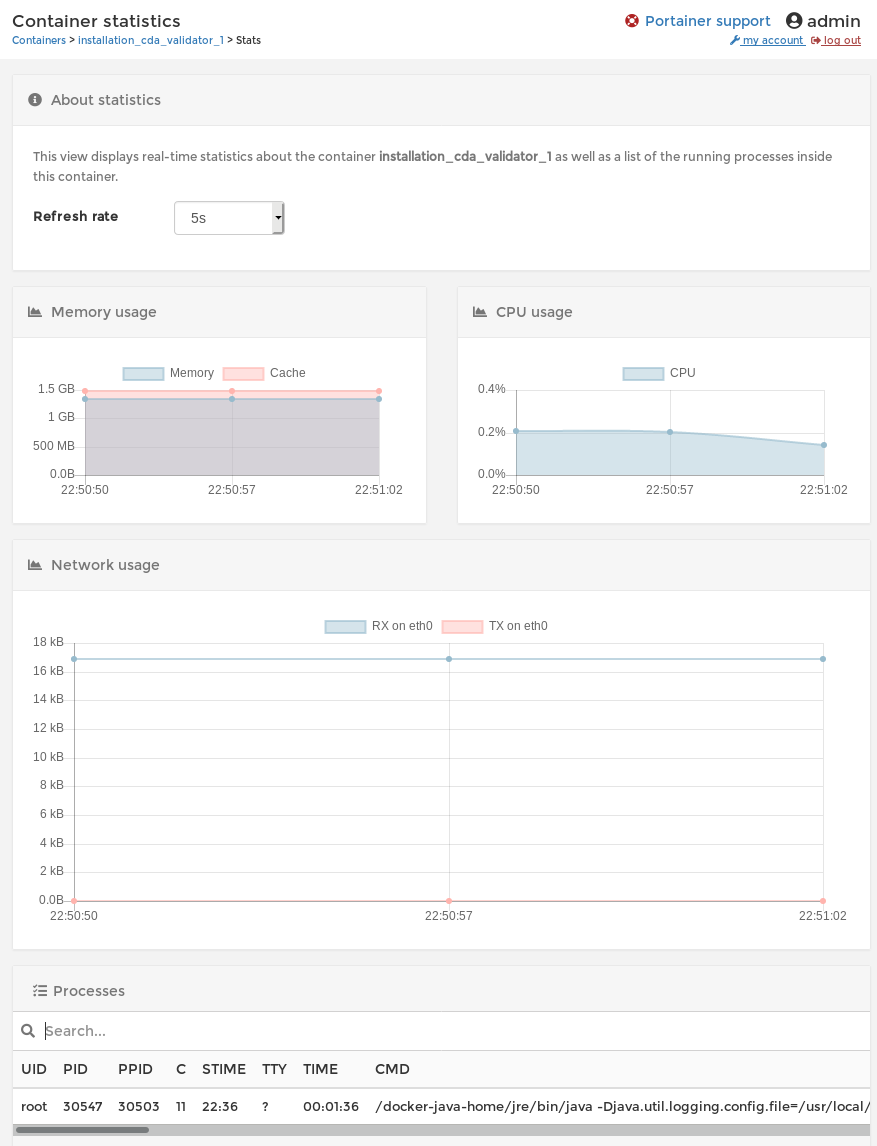 Container statistics
Portainer support admin
Containers > installation_cda_validator_1 > Stats
my account log out
About statistics
This view displays real-time statistics about the container installation_cda_validator_1 as well as a list of the running processes inside
this container.
Refresh rate 5s
Memory usage
Memory Cache
1.5 GB
1 GB
500 MB
0.0B
22:50:50 22:50:57 22:51:02
CPU usage
CPU
0.4%
0.2%
0.0%
22:50:50 22:50:57 22:51:02
Network usage
RX on eth0 TX on eth0
18 kB
16 kB
14 kB
12 kB
10 kB
8 kB
6 kB
4 kB
2 kB
0.0B
22:50:50 22:50:57 22:51:02
Processes
Search...
UID PID PPID C STIME TTY TIME CMD
root 30547 30503 11 22:36 ? 00:01:36 /docker-java-home/jre/bin/java -Djava.util.logging.config.file=/usr/local/